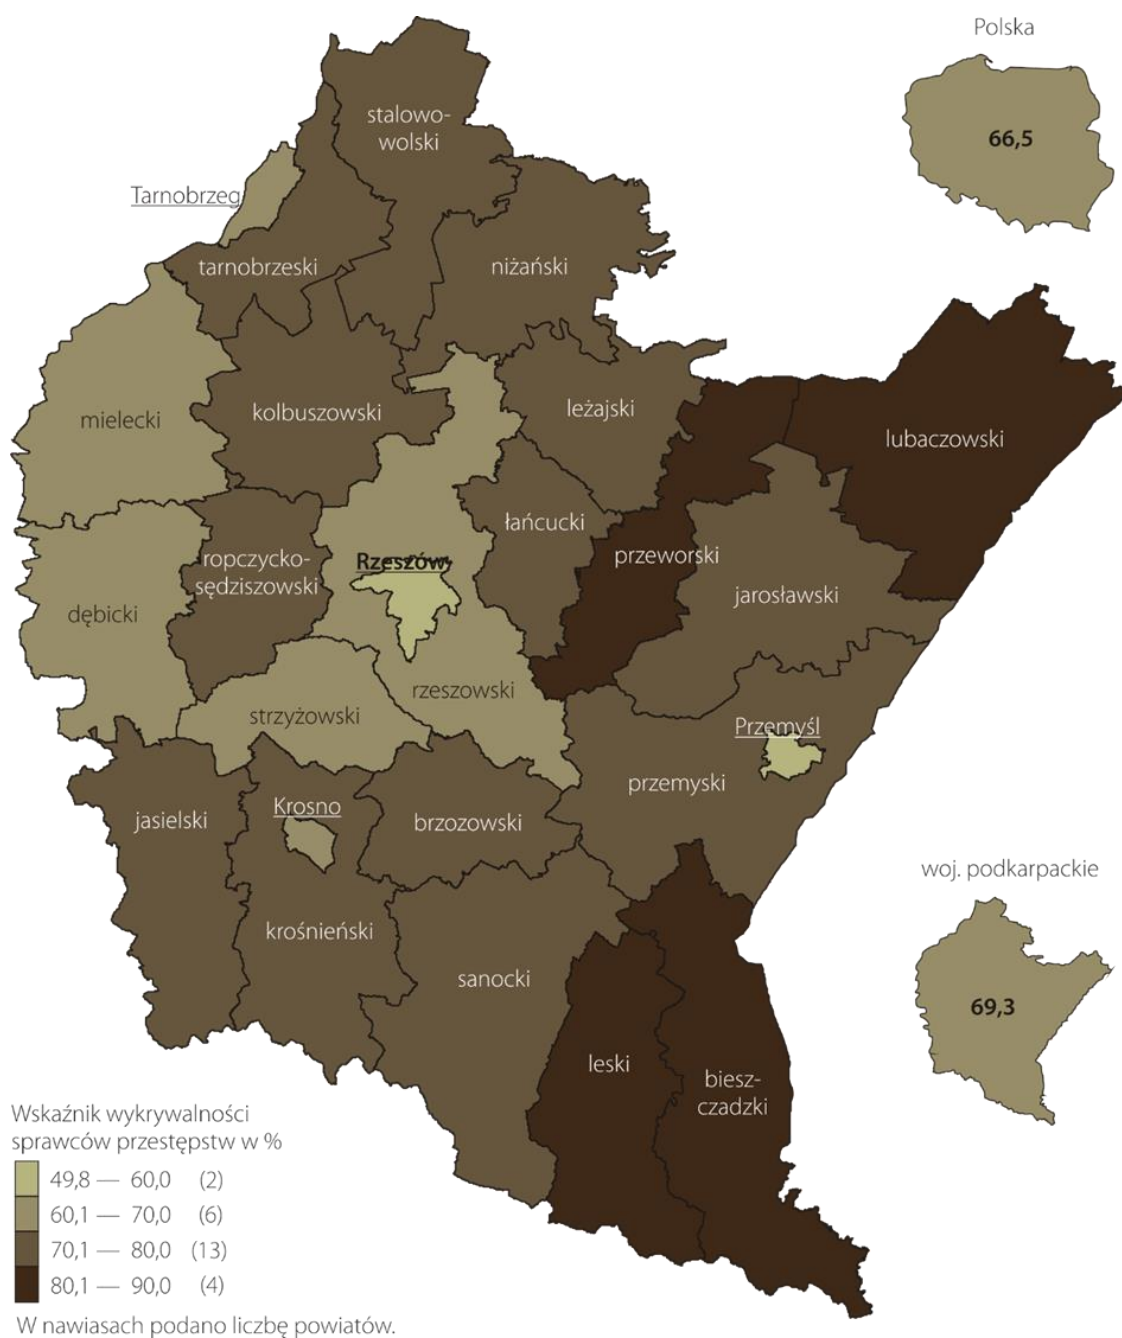 Polska
66,5
stalowo-
wolski
Tarnobrzeg
tarnobrzeski
niżański
mielecki
kolbuszowski
leżajski
lubaczowski
łańcucki
ropczycko-
sędziszowski
Rzeszów
przeworski
jarosławski
dębicki
rzeszowski
strzyżowski
Przemyśl
przemyski
jasielski
Krosno
brzozowski
woj. podkarpackie
69,3
krośnieński
sanocki
leski
biesz-
czadzki
Wskaźnik wykrywalności
sprawców przestępstw w %
49,8 — 60,0 (2)
60,1 — 70,0 (6)
70,1 — 80,0 (13)
80,1 — 90,0 (4)
W nawiasach podano liczbę powiatów.